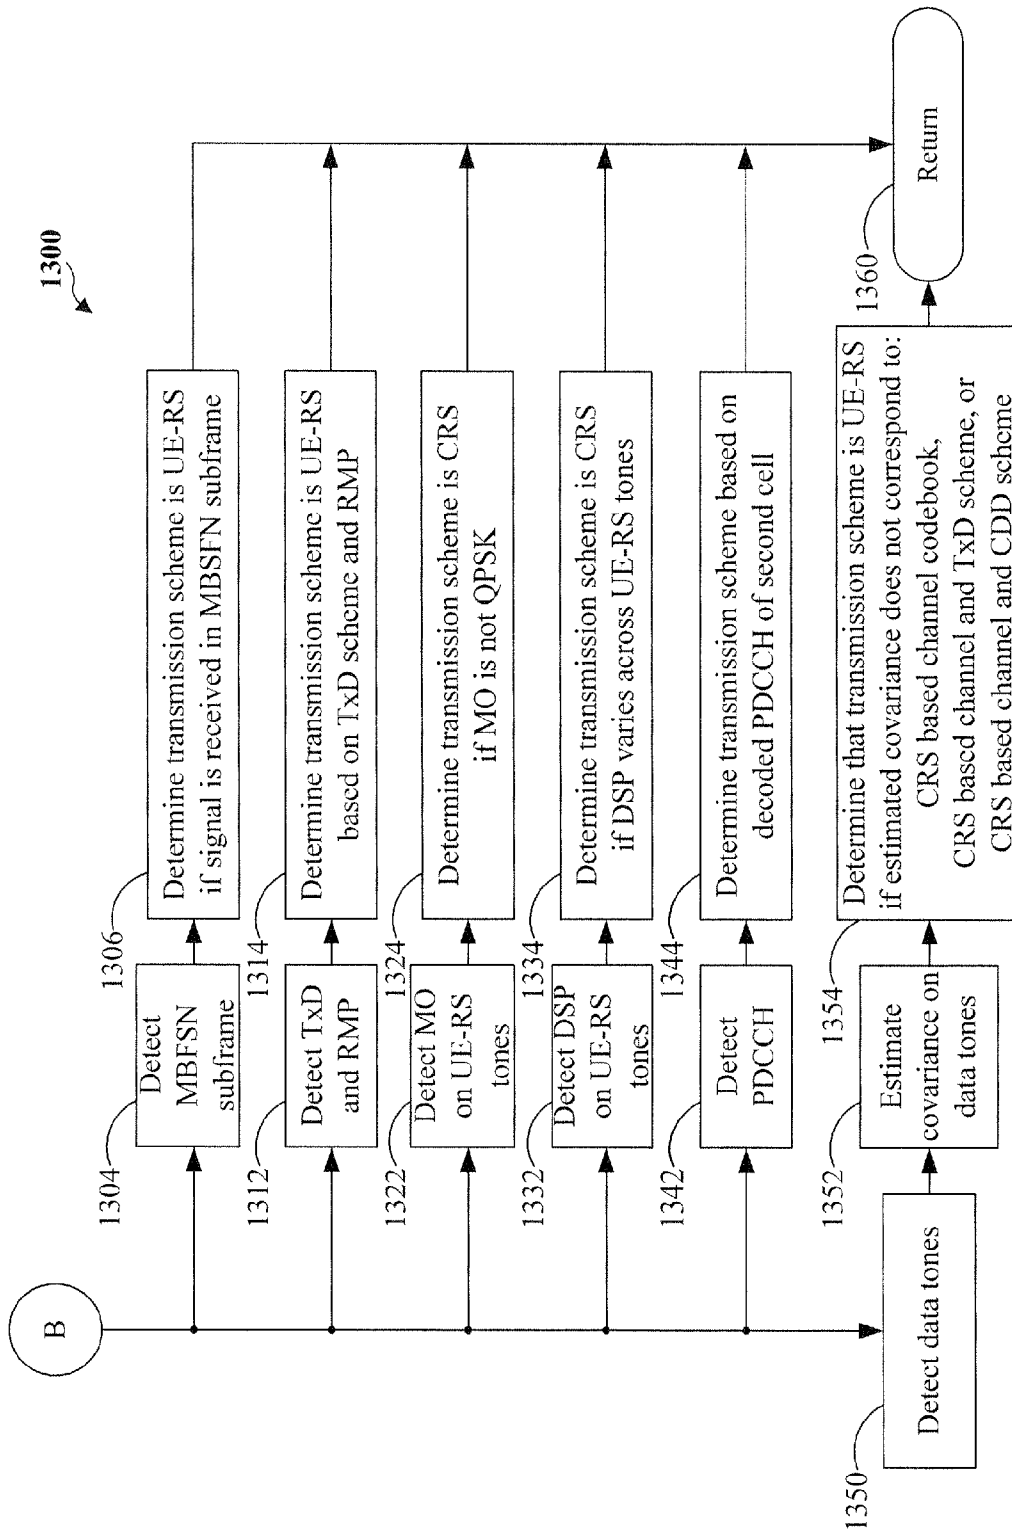 1300
B
1304
Detect
MBFSN
subframe
1306
Determine transmission scheme is UE-RS
if signal is received in MBSFN subframe
1312
Detect TxD
and RMP
1314
Determine transmission scheme is UE-RS
based on TxD scheme and RMP
1322
Detect MO
on UE-RS
tones
1324
Determine transmission scheme is CRS
if MO is not QPSK
1332
Detect DSP
on UE-RS
tones
1334
Determine transmission scheme is CRS
if DSP varies across UE-RS tones
1342
Detect
PDCCH
1344
Determine transmission scheme based on
decoded PDCCH of second cell
1350
Detect data tones
1352
Estimate
covariance on
data tones
1354
Determine that transmission scheme is UE-RS
if estimated covariance does not correspond to:
CRS based channel codebook,
CRS based channel and TxD scheme, or
CRS based channel and CDD scheme
1360
Return